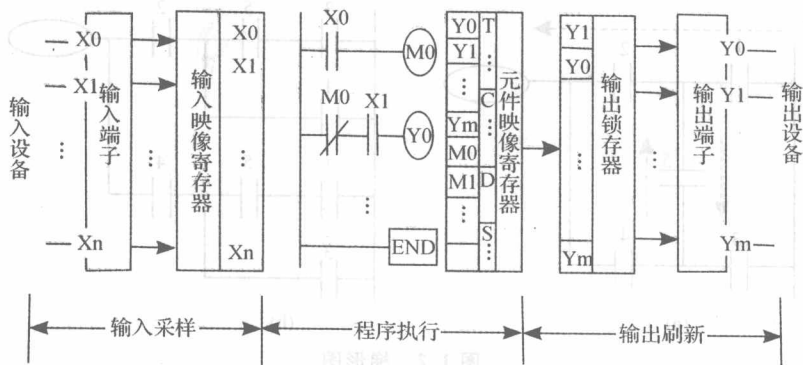 输入设备
X0
X1
⋮
Xn
输入端子
⋮
输入映像寄存器
X0
X1
⋮
Xn
X0
M0
M0
X1
Y0
⋮
END
Y0
Y1
⋮
Ym
M0
M1
⋮
T
⋮
C
⋮
D
S
⋮
元件映像寄存器
Y1
Y0
⋮
Ym
输出锁存器
⋮
输出端子
Y0
Y1
⋮
Ym
输出设备
输入采样
程序执行
输出刷新